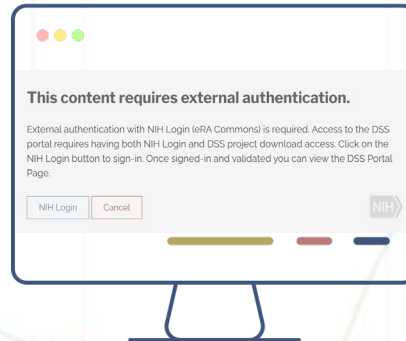 This content requires external authentication.
External authentication with NIH Login (eRA Commons) is required. Access to the DSS
portal requires having both NIH Login and DSS project download access. Click on the
NIH Login button to sign-in. Once signed-in and validated you can view the DSS Portal
Page.
NIH Login Cancel
NIH